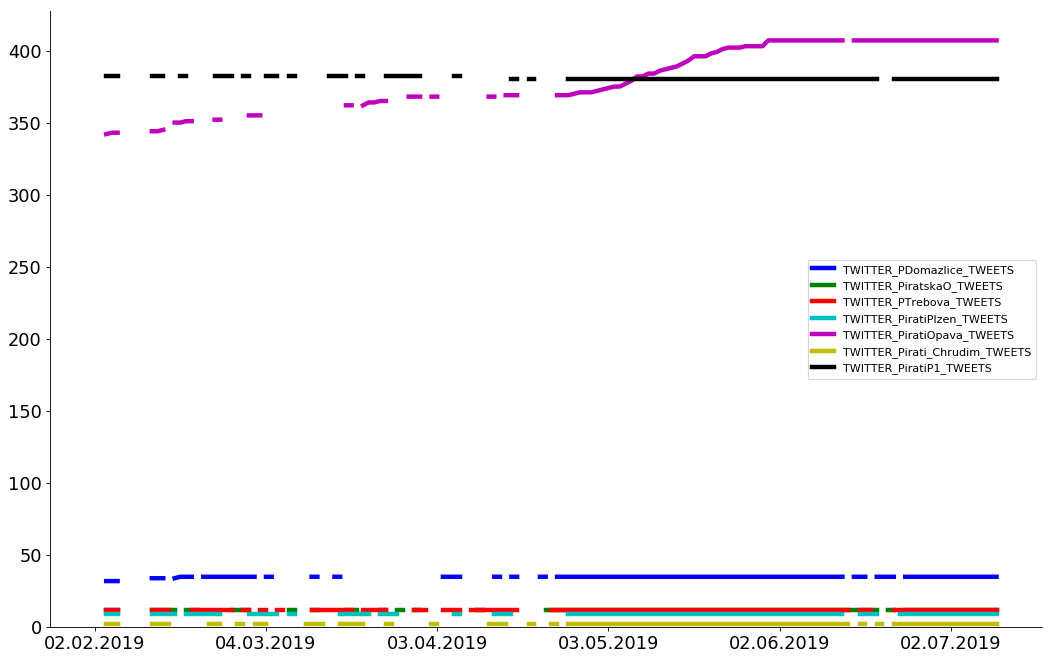 400
350
300
250
200
150
100
50
0
TWITTER_PDomazlice_TWEETS
TWITTER_PiratskaO_TWEETS
TWITTER_PTrebova_TWEETS
TWITTER_PiratiPlzen_TWEETS
TWITTER_PiratiOpava_TWEETS
TWITTER_Pirati_Chrudim_TWEETS
TWITTER_PiratiP1_TWEETS
02.02.2019 04.03.2019 03.04.2019 03.05.2019 02.06.2019 02.07.2019